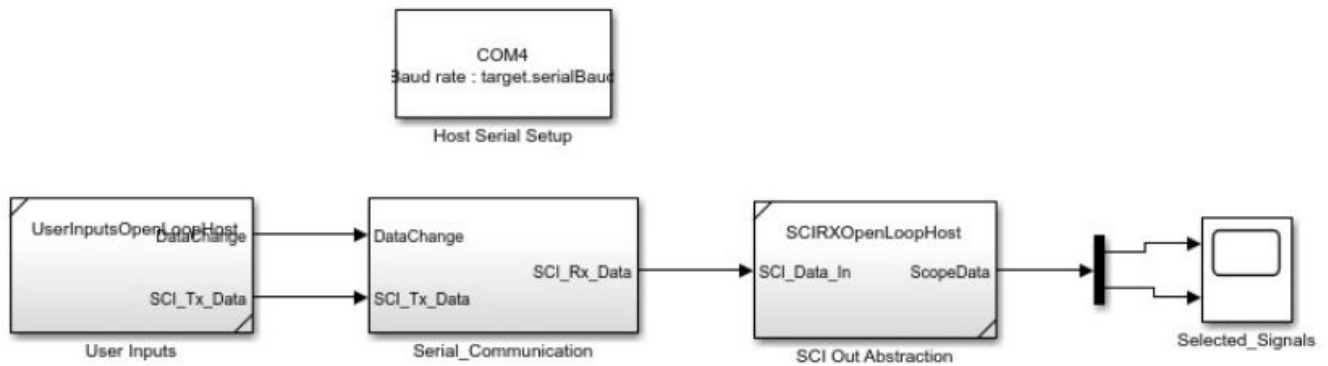 COM4
Baud rate : target.serialBaud
Host Serial Setup
UserInputsOpenLoopHost
DataChange
SCI_Tx_Data
User Inputs
DataChange
SCI_Rx_Data
SCI_Tx_Data
Serial_Communication
SCIRXOpenLoopHost
SCI_Data_In
ScopeData
SCI Out Abstraction
Selected_Signals